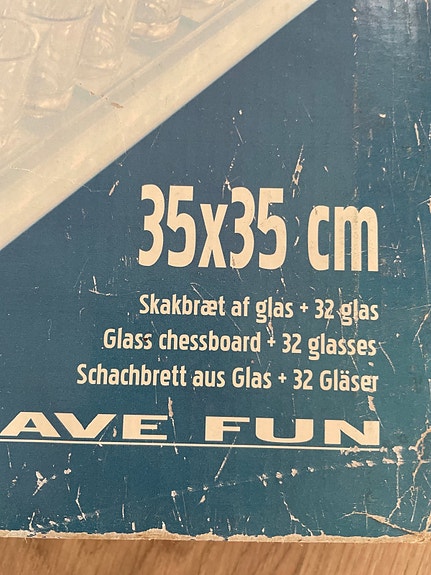 35x35 cm
Skakbræt af glas + 32 glas
Glass chessboard + 32 glasses
Schachbrett aus Glas + 32 Gläser
AVE FUN